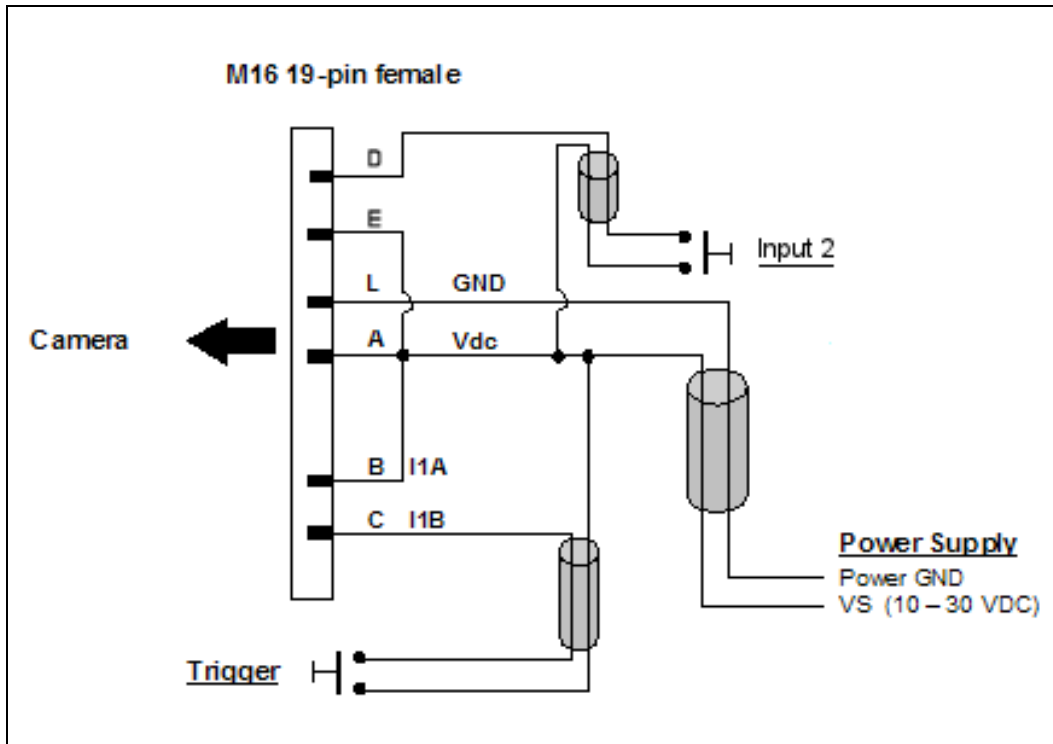 M16 19-pin female
D
E
Input 2
L GND
Camera
A Vdc
B I1A
C I1B
Power Supply
Power GND
VS (10 – 30 VDC)
Trigger